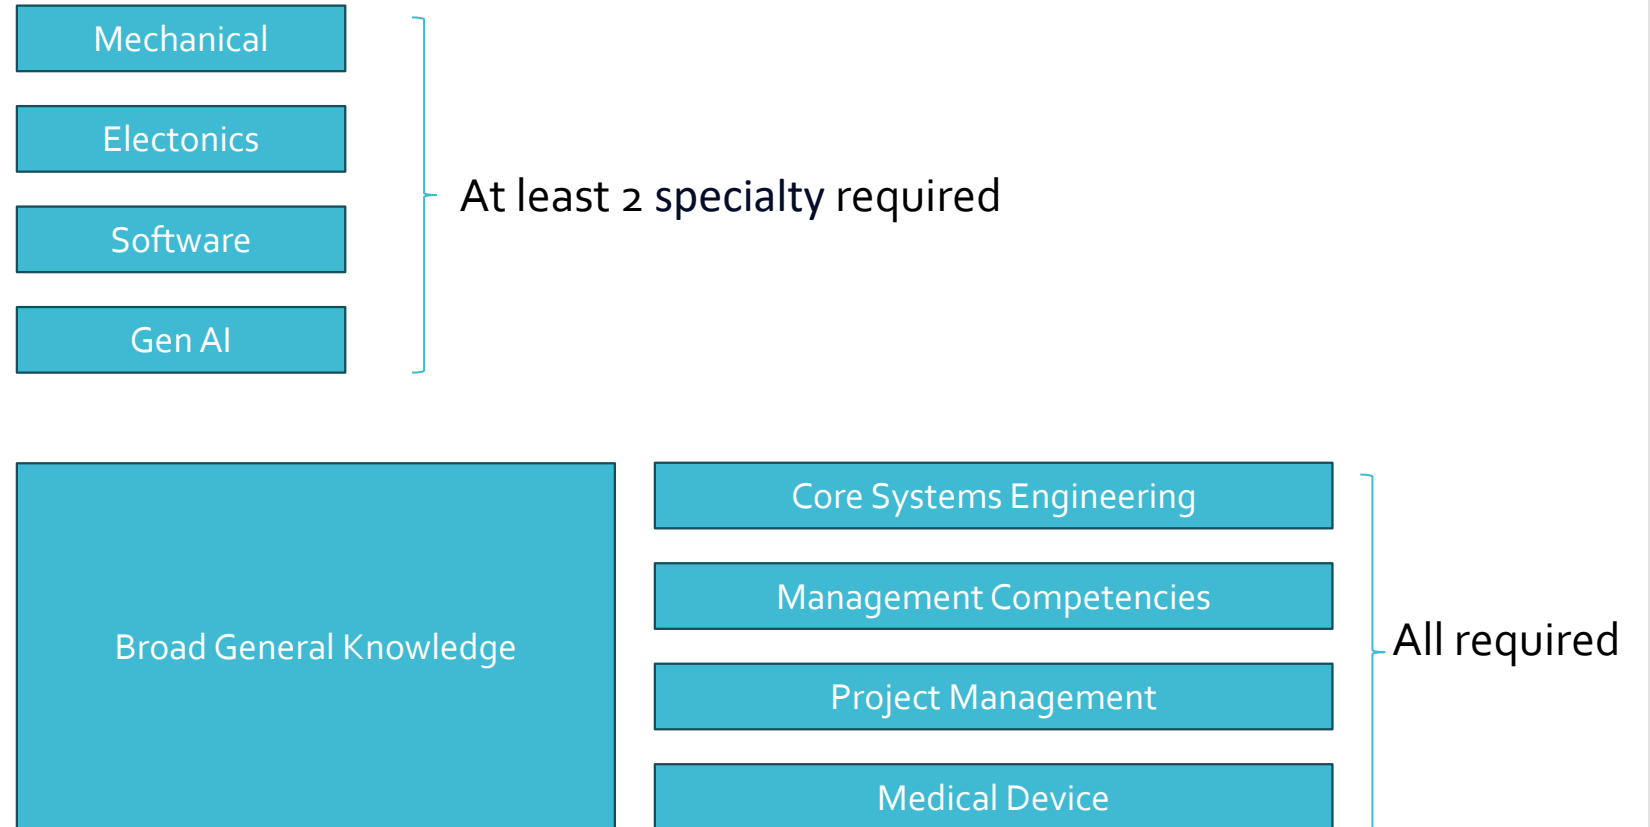 Mechanical
Electonics
Software
Gen AI
At least 2 specialty required
Broad General Knowledge
Core Systems Engineering
Management Competencies
Project Management
Medical Device
All required